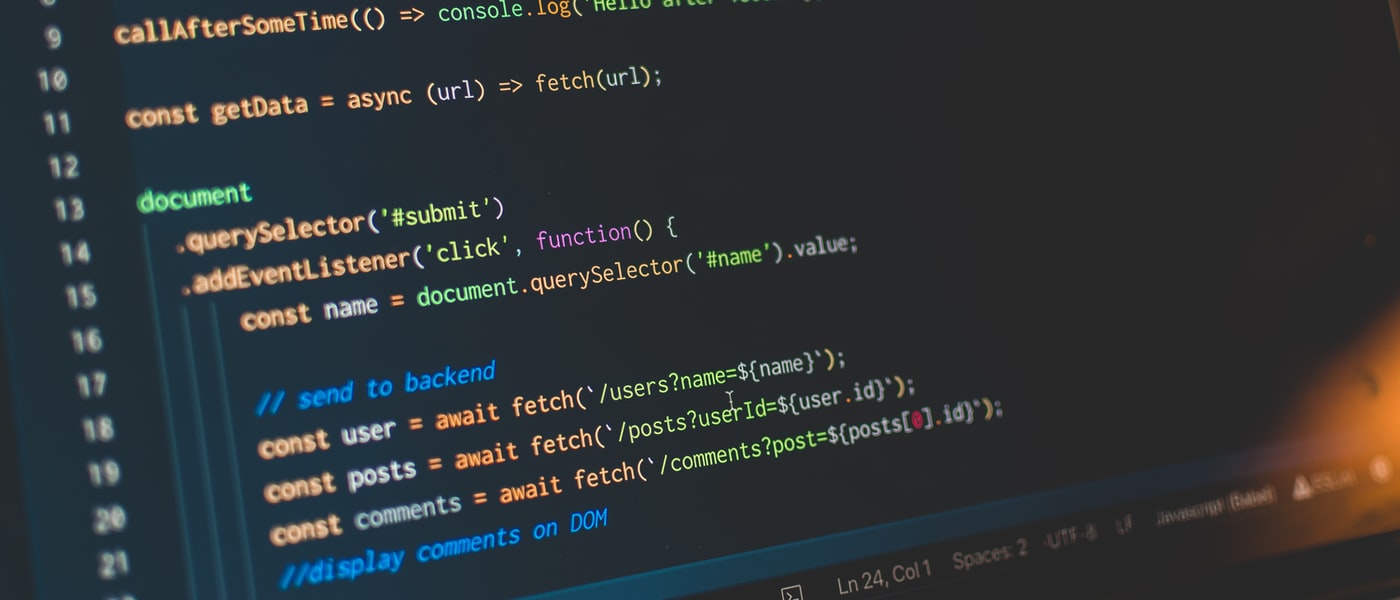 9 callAfterSomeTime(() => console.log('Hello after
10
11 const getData = async (url) => fetch(url);
12
13 document
14 .querySelector('#submit')
15 .addEventListener('click', function() {
16 const name = document.querySelector('#name').value;
17
18 // send to backend
19 const user = await fetch(`/users?name=${name}`);
20 const posts = await fetch(`/posts?userId=${user.id}`);
21 const comments = await fetch(`/comments?post=${posts[0].id}`);
//display comments on DOM
Ln 24, Col 1 Spaces: 2 UTF-8 LF Javascript (Babel)